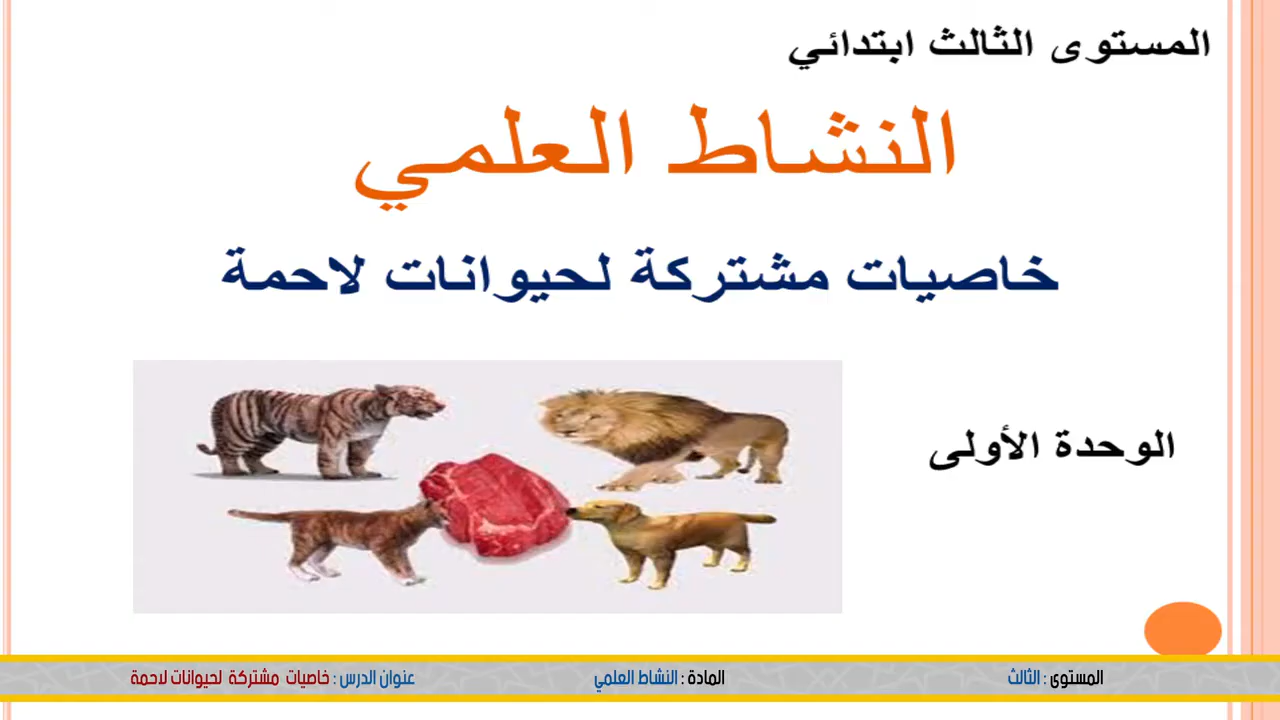 المستوى الثالث ابتدائي
النشاط العلمي
خاصيات مشتركة لحيوانات لاحمة
الوحدة الأولى
المستوى : الثالث
المادة : النشاط العلمي
عنوان الدرس : خاصيات مشتركة لحيوانات لاحمة